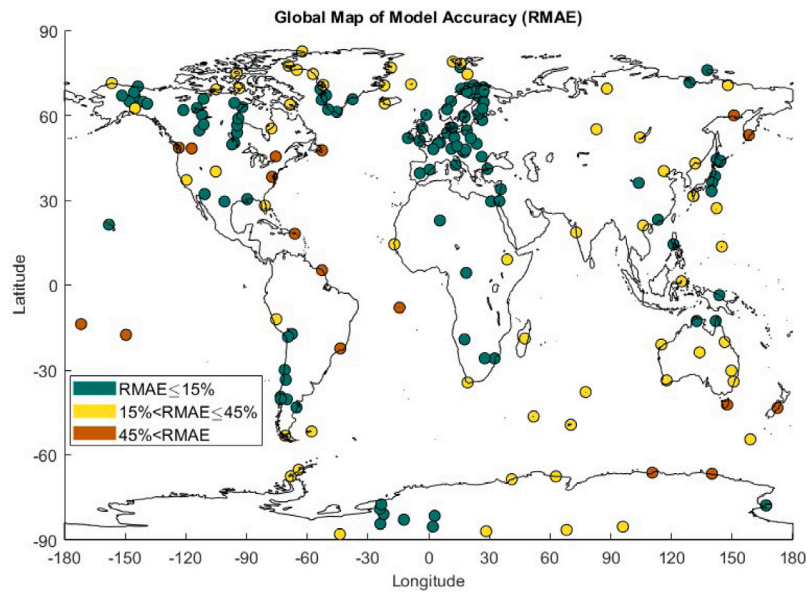 Global Map of Model Accuracy (RMAE)
90
60
30
0
-30
-60
-90
Latitude
RMAE≤15%
15%<RMAE≤45%
45%<RMAE
-180 -150 -120 -90 -60 -30 0 30 60 90 120 150 180
Longitude